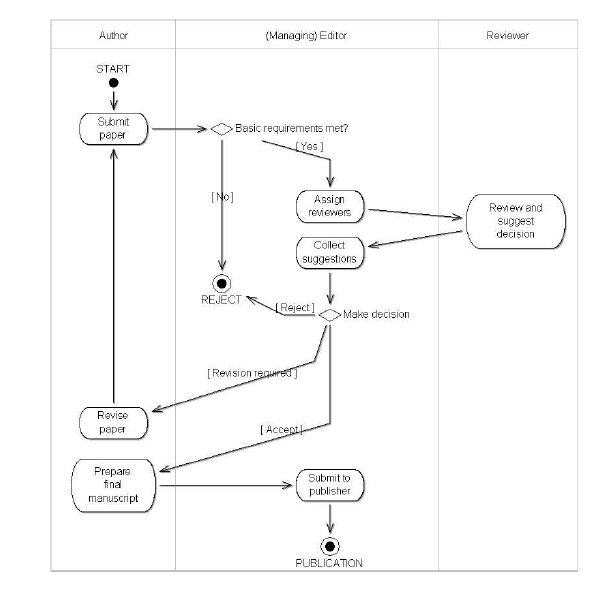 Author
(Managing) Editor
Reviewer
START
Submit
paper
Basic requirements met?
[ Yes ]
[ No ]
Assign
reviewers
Review and
suggest
decision
Collect
suggestions
REJECT
[ Reject ]
Make decision
[ Revision required ]
Revise
paper
[ Accept ]
Prepare
final
manuscript
Submit to
publisher
PUBLICATION